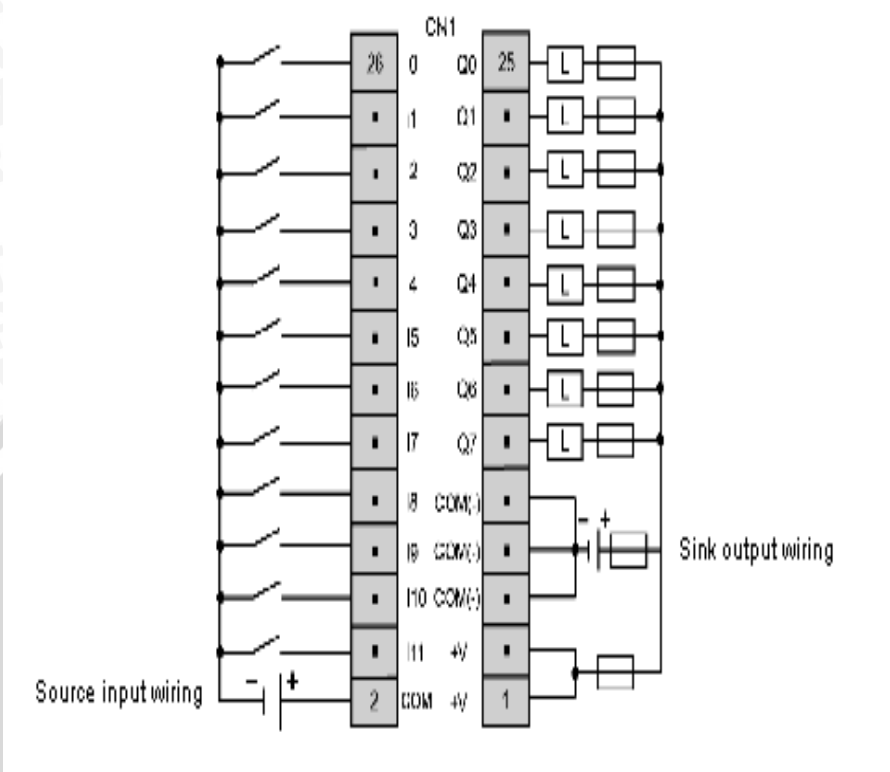 CN1
26 0 Q0 25 L
i1 Q1 L
2 Q2 L
3 Q3 L
4 Q4 L
I5 Q5 L
I6 Q6 L
I7 Q7 L
I8 COM(-)
- +
I9 COM(-) Sink output wiring
I10 COM(-)
I11 +V
- +
Source input wiring 2 COM +V 1